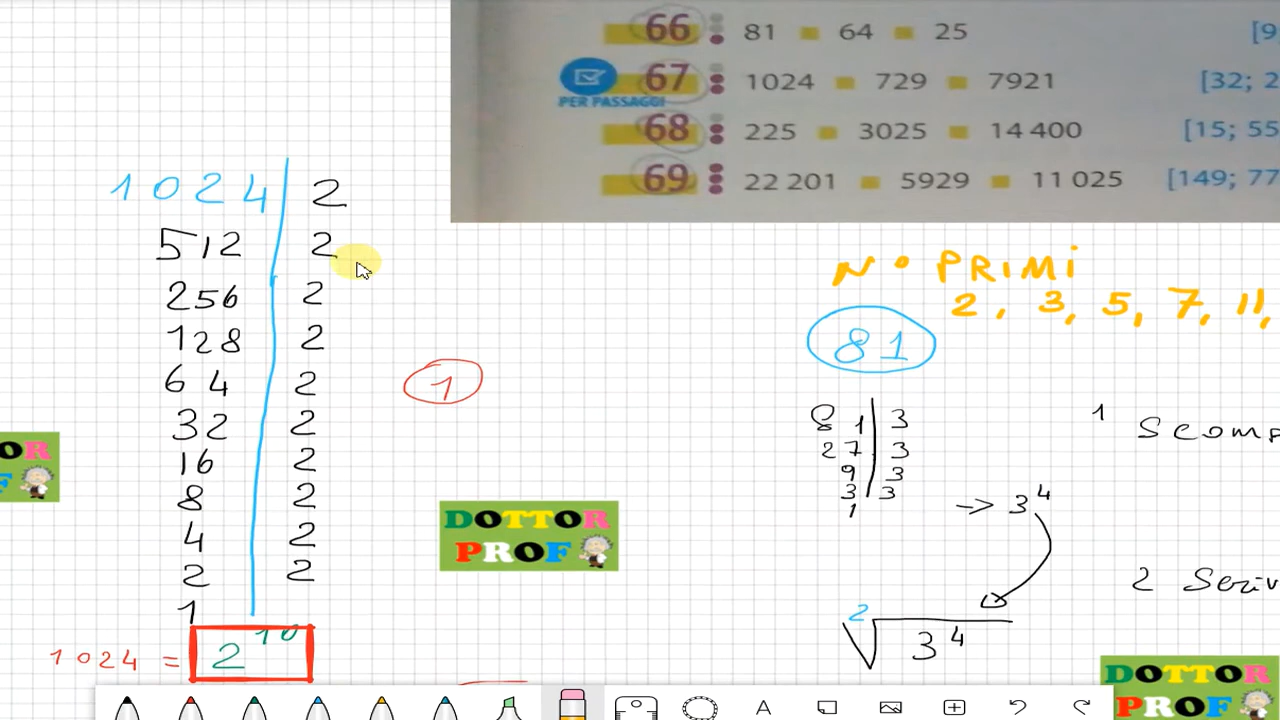 66 81 64 25 [9
67 1024 729 7921 [32; 2
PER PASSAGGI
68 225 3025 14 400 [15; 55
69 22 201 5929 11 025 [149; 77
1024 2
512 2
256 2
128 2
64 2
32 2
16 2
8 2
4 2
2 2
1
1024 = 2^10
1
N° PRIMI
2, 3, 5, 7, 11,
81
81 3
27 3
9 3
3 3
1
→ 3^4
2√3^4
1 Scomp
2 Scriv
DOTTOR
PROF
DOTTOR
PROF
OR
F
A